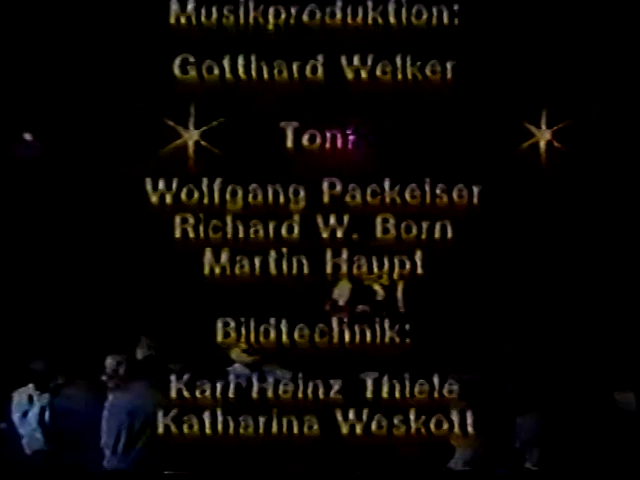 Musikproduktion:
Gotthard Welker
Ton:
Wolfgang Packeiser
Richard W. Born
Martin Haupt
Bildtechnik:
Karl Heinz Thiele
Katharina Weskott